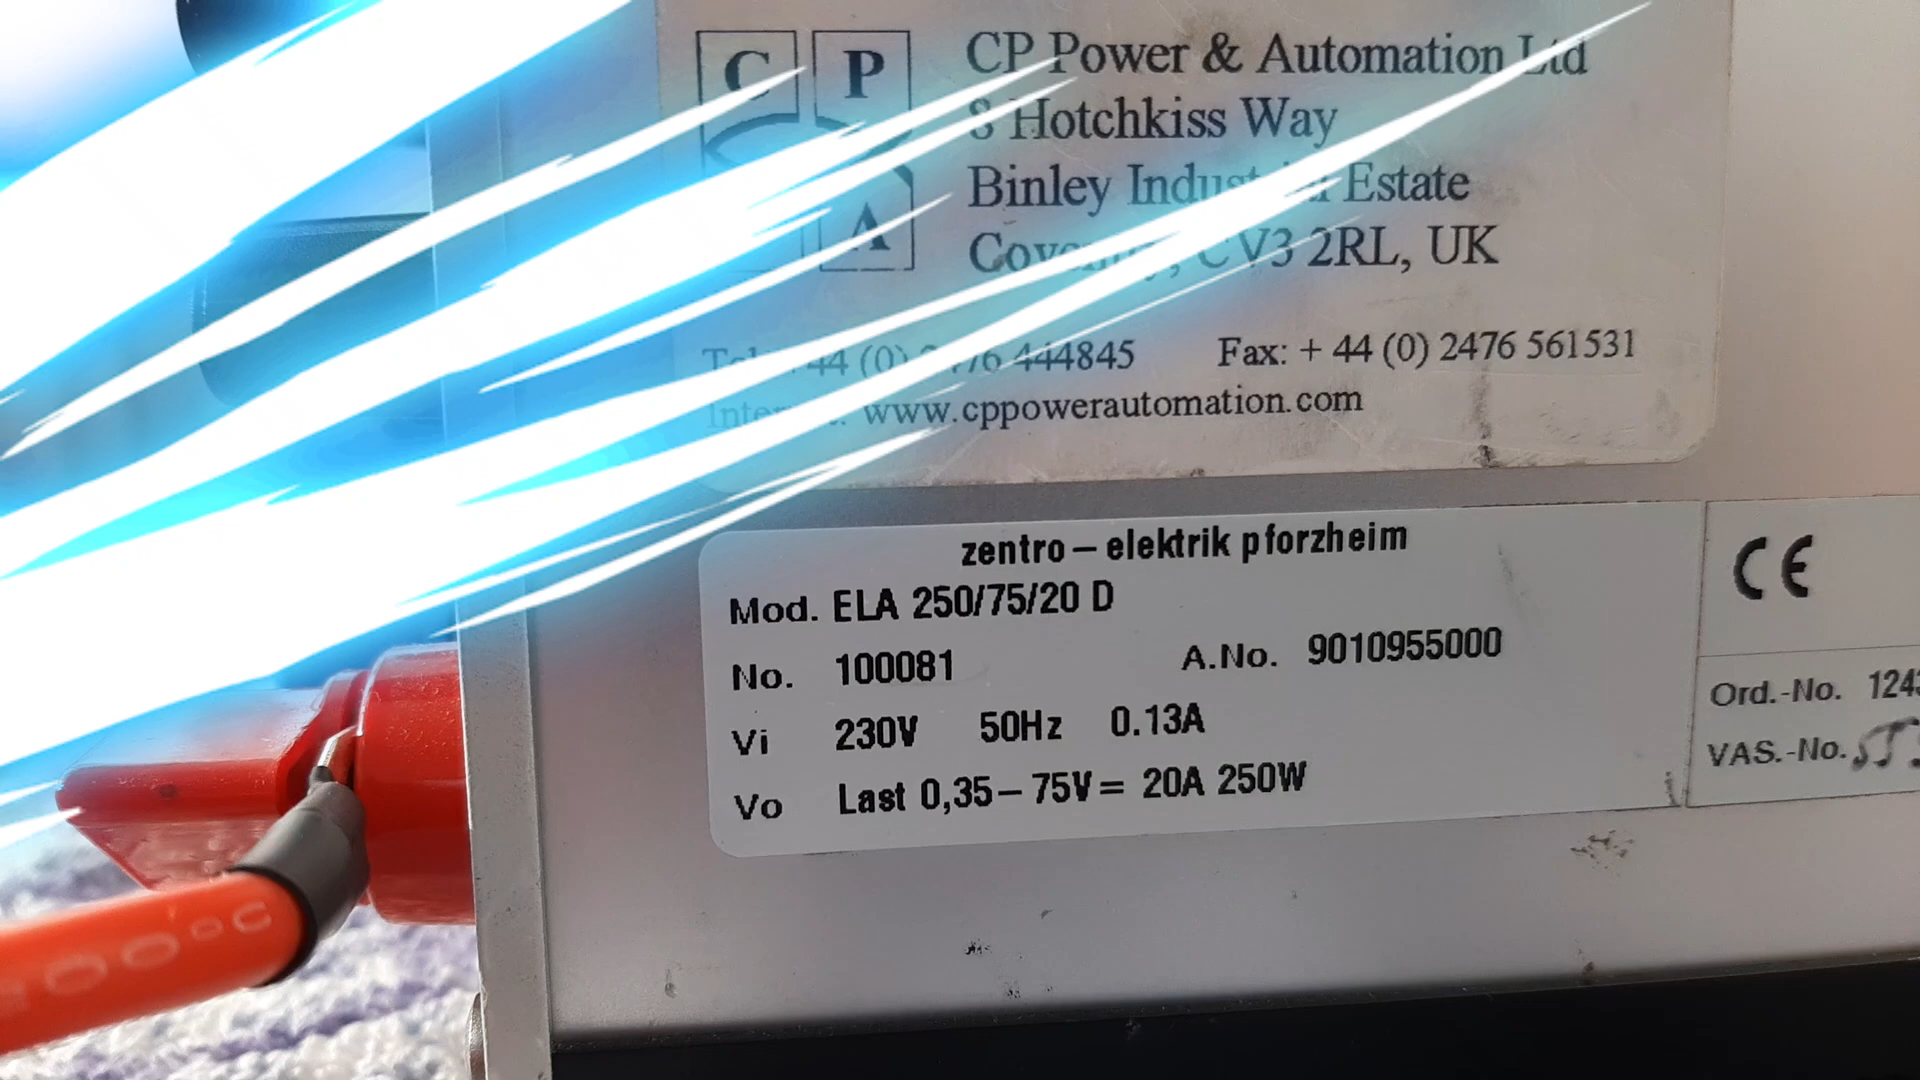 C P
A
CP Power & Automation Ltd
8 Hotchkiss Way
Binley Industrial Estate
Coventry, CV3 2RL, UK
Tel: +44 (0) 2476 444845 Fax: + 44 (0) 2476 561531
www.cppowerautomation.com
zentro – elektrik pforzheim
Mod. ELA 250/75/20 D
No. 100081 A.No. 9010955000
Vi 230V 50Hz 0.13A
Vo Last 0,35 – 75V = 20A 250W
CE
Ord.-No.
VAS.-No.
00°C